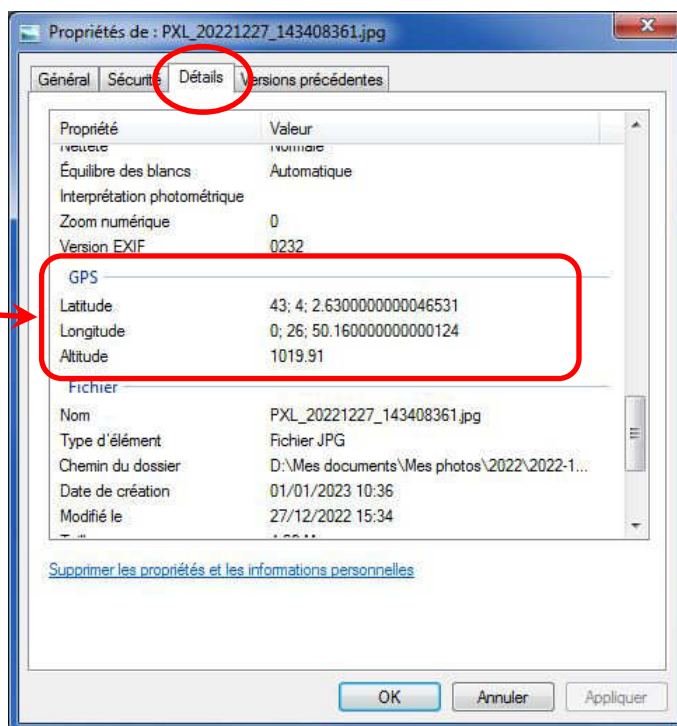 Propriétés de : PXL_20221227_143408361.jpg
Général Sécurité Détails Versions précédentes
Propriété Valeur
Netteté Normale
Équilibre des blancs Automatique
Interprétation photométrique
Zoom numérique 0
Version EXIF 0232
GPS
Latitude 43; 4; 2.6300000000046531
Longitude 0; 26; 50.160000000000124
Altitude 1019.91
Fichier
Nom PXL_20221227_143408361.jpg
Type d'élément Fichier JPG
Chemin du dossier D:\Mes documents\Mes photos\2022\2022-1...
Date de création 01/01/2023 10:36
Modifié le 27/12/2022 15:34
Supprimer les propriétés et les informations personnelles
OK Annuler Appliquer